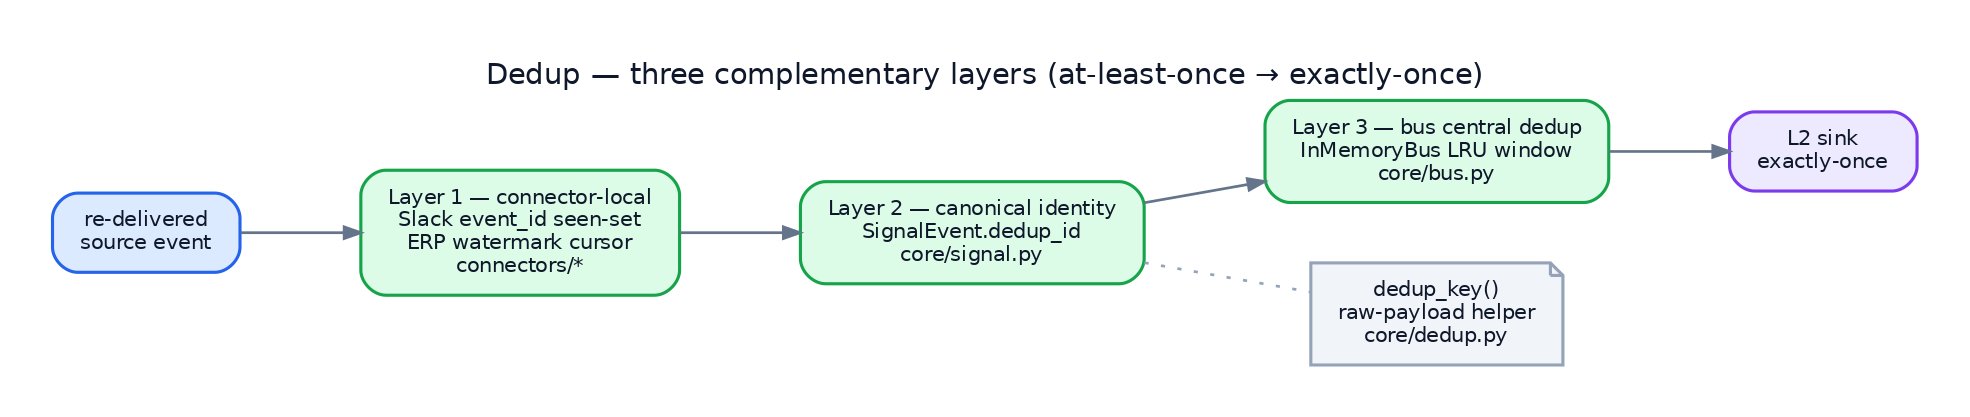 Dedup — three complementary layers (at-least-once → exactly-once)
re-delivered
source event
Layer 1 — connector-local
Slack event_id seen-set
ERP watermark cursor
connectors/*
Layer 2 — canonical identity
SignalEvent.dedup_id
core/signal.py
Layer 3 — bus central dedup
InMemoryBus LRU window
core/bus.py
L2 sink
exactly-once
dedup_key()
raw-payload helper
core/dedup.py